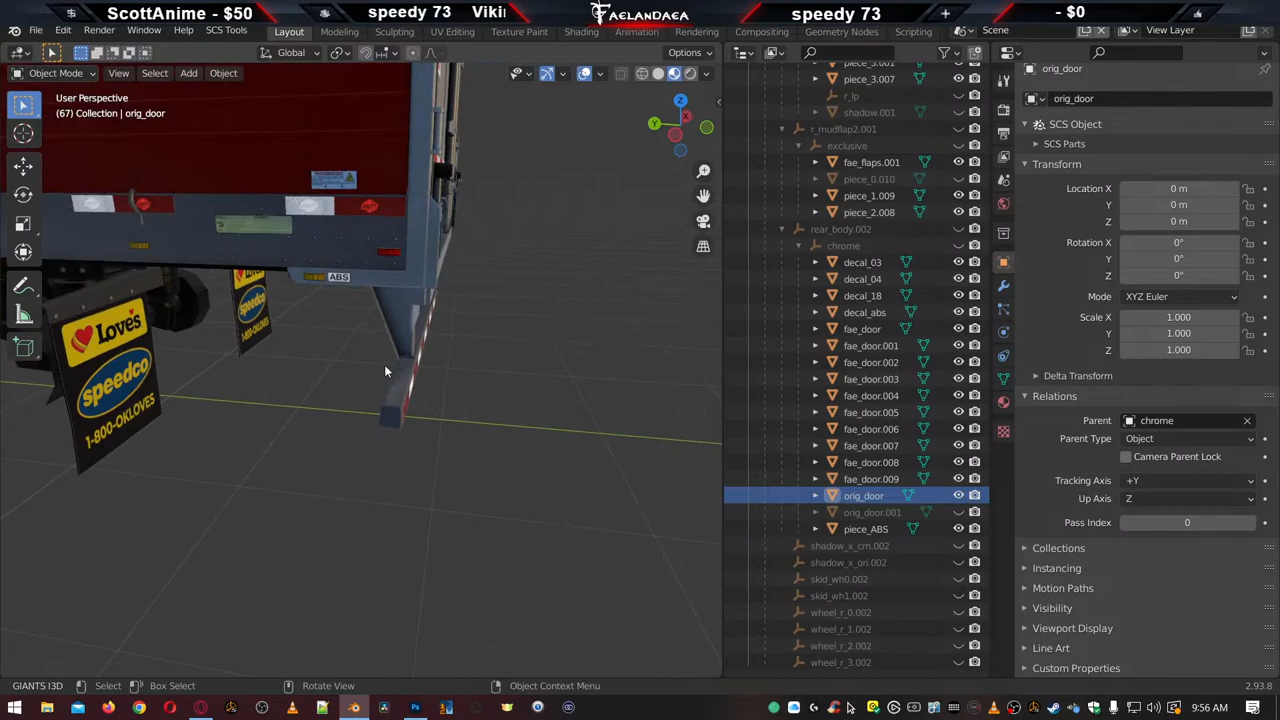 ScottAnime - $50
speedy 73
Viki
FAELANDAEA
speedy 73
- $0
File
Edit
Render
Window
Help
SCS Tools
Layout
Modeling
Sculpting
UV Editing
Texture Paint
Shading
Animation
Rendering
Compositing
Geometry Nodes
Scripting
Scene
View Layer
Global
Options
Object Mode
View
Select
Add
Object
User Perspective
(67) Collection | orig_door
Z
Y
X
ABS
Love's
speedco
1-800-OKLOVES
piece_3.001
piece_3.007
r_lp
shadow.001
r_mudflap2.001
exclusive
fae_flaps.001
piece_0.010
piece_1.009
piece_2.008
rear_body.002
chrome
decal_03
decal_04
decal_18
decal_abs
fae_door
fae_door.001
fae_door.002
fae_door.003
fae_door.004
fae_door.005
fae_door.006
fae_door.007
fae_door.008
fae_door.009
orig_door
orig_door.001
piece_ABS
shadow_x_crn.002
shadow_x_ori.002
skid_wh0.002
skid_wh1.002
wheel_r_0.002
wheel_r_1.002
wheel_r_2.002
wheel_r_3.002
orig_door
orig_door
SCS Object
SCS Parts
Transform
Location X 0 m
Y 0 m
Z 0 m
Rotation X 0°
Y 0°
Z 0°
Mode XYZ Euler
Scale X 1.000
Y 1.000
Z 1.000
Delta Transform
Relations
Parent chrome
Parent Type Object
Camera Parent Lock
Tracking Axis +Y
Up Axis Z
Pass Index 0
Collections
Instancing
Motion Paths
Visibility
Viewport Display
Line Art
Custom Properties
GIANTS I3D
Select
Box Select
Rotate View
Object Context Menu
2.93.8
9:56 AM